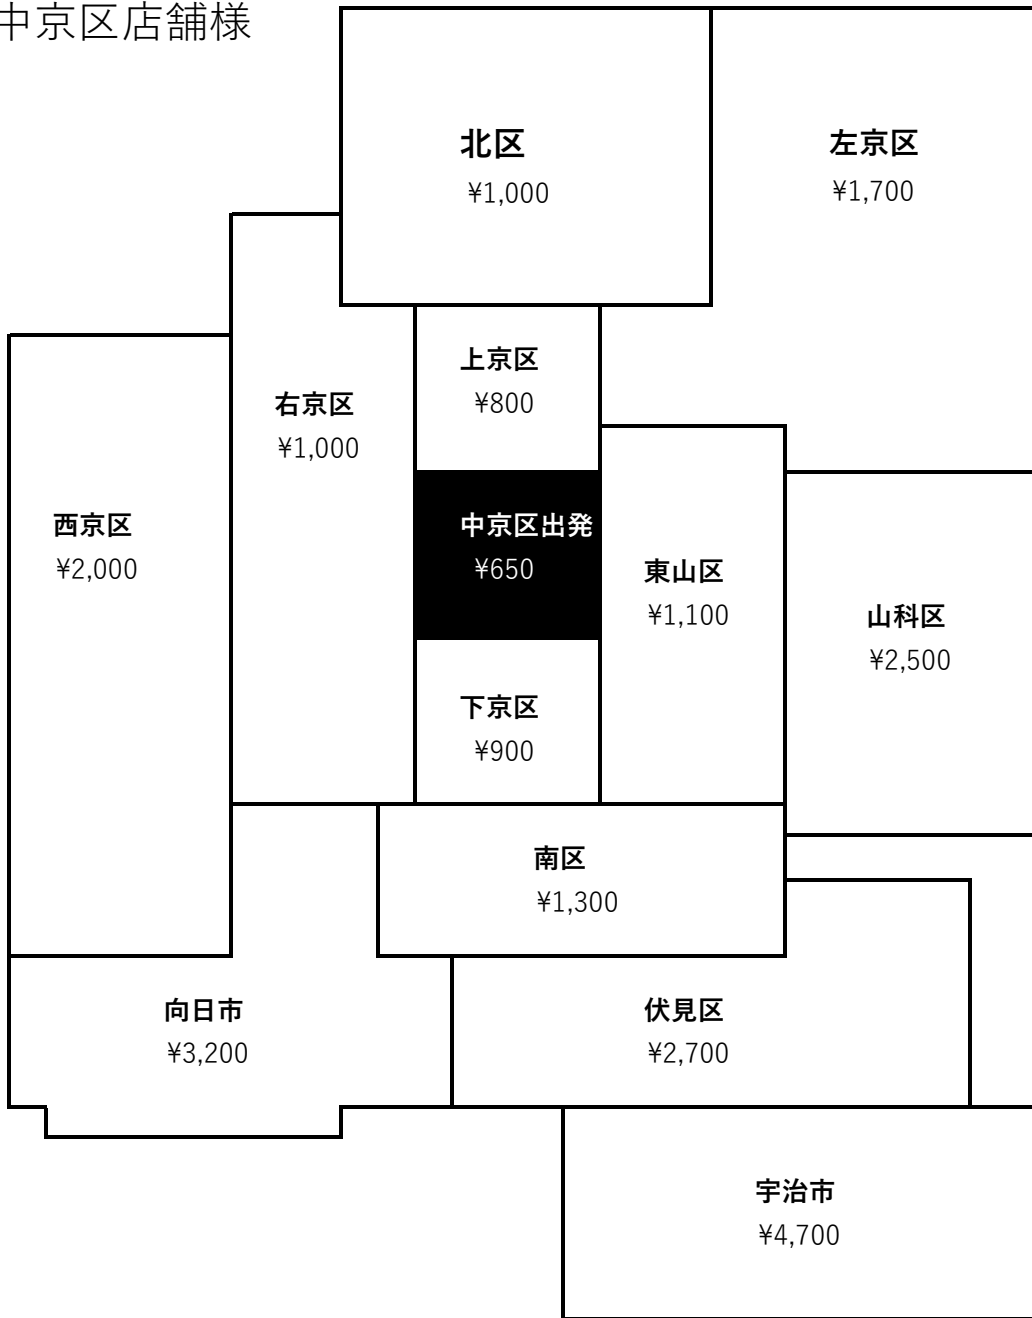 中京区店舗様
北区
¥1,000
左京区
¥1,700
上京区
¥800
右京区
¥1,000
西京区
¥2,000
中京区出発
¥650
東山区
¥1,100
山科区
¥2,500
下京区
¥900
南区
¥1,300
向日市
¥3,200
伏見区
¥2,700
宇治市
¥4,700